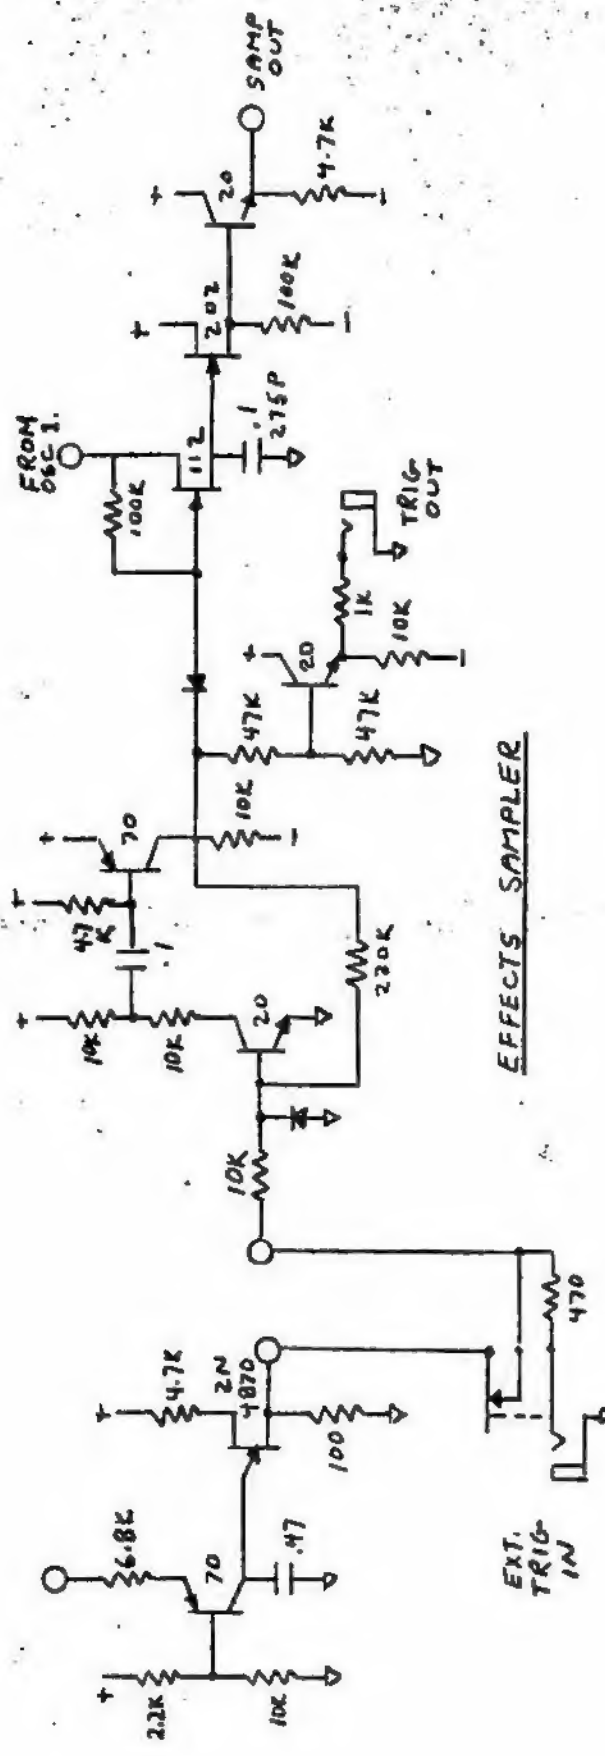 2.2K
10K
6.8K
70
.47
4.7K
2N
4870
100
EXT.
TRIG
IN
470
10K
10K
10K
20
.1
4.7
K
70
10K
220K
47K
47K
20
1K
10K
TRIG
OUT
FROM
OSC 1.
100K
112
.1
275P
202
100K
20
4.7K
SAMP
OUT
EFFECTS SAMPLER